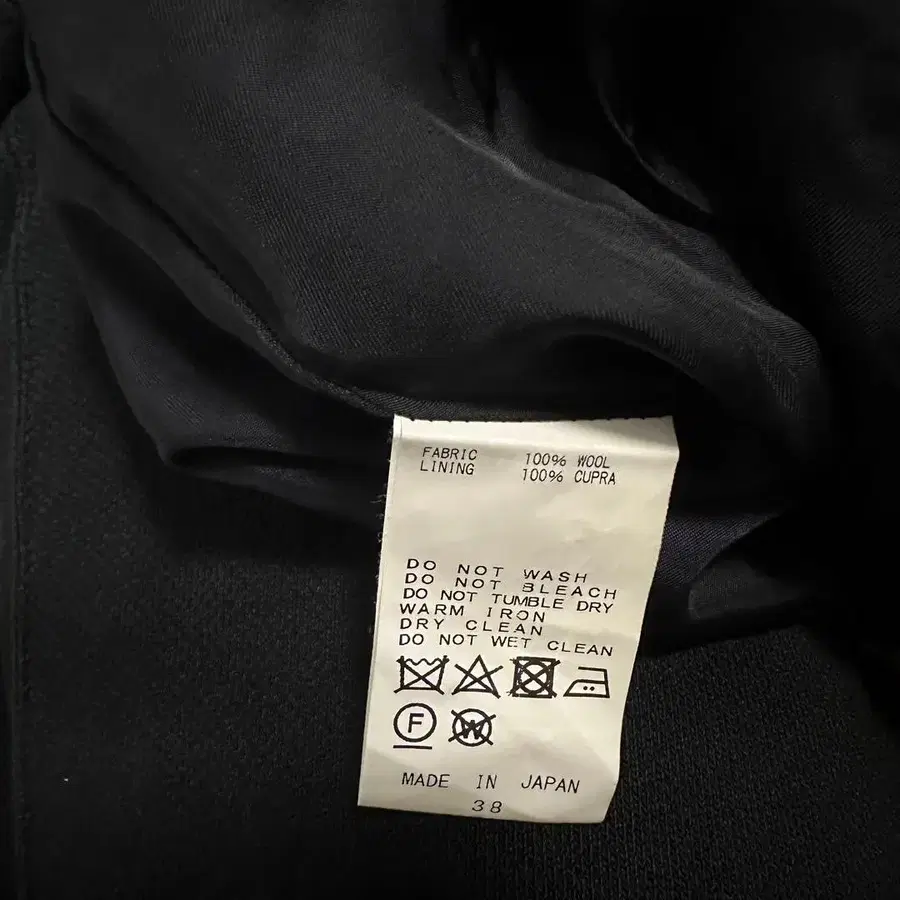 FABRIC 100% WOOL
LINING 100% CUPRA
DO NOT WASH
DO NOT BLEACH
DO NOT TUMBLE DRY
WARM IRON
DRY CLEAN
DO NOT WET CLEAN
F W
MADE IN JAPAN
38